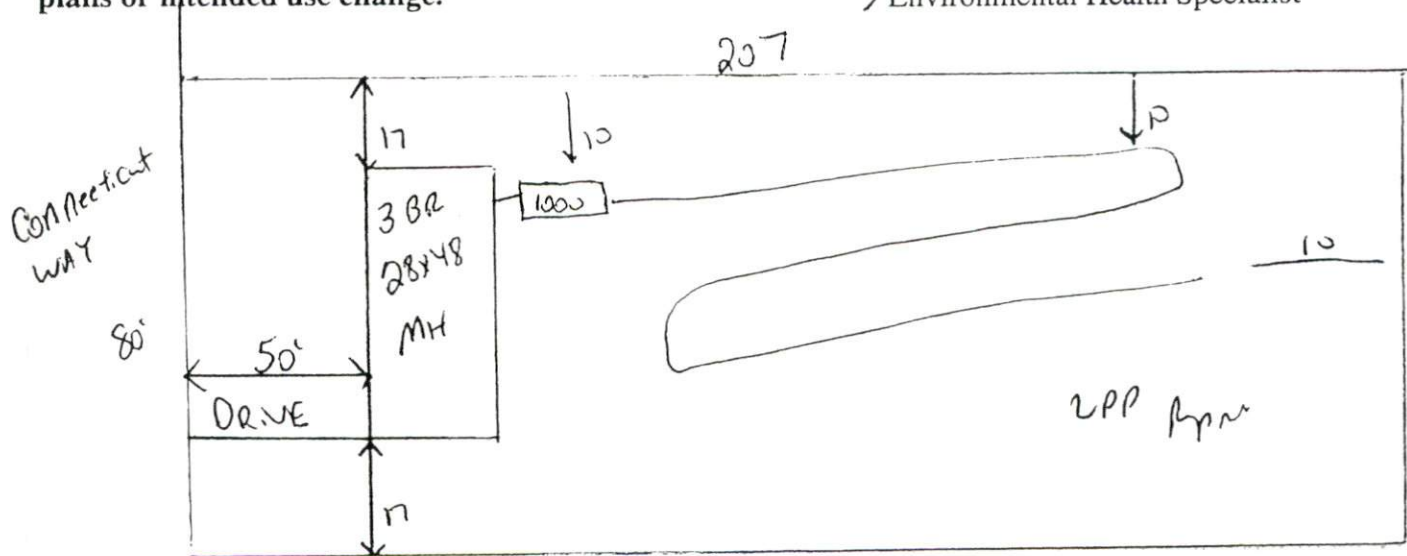 plans or intended use change.
Environmental Health Specialist
207
17
10
10
Connecticut
WAY
3 BR
28x48
MH
1000
10
80'
50'
DRIVE
17